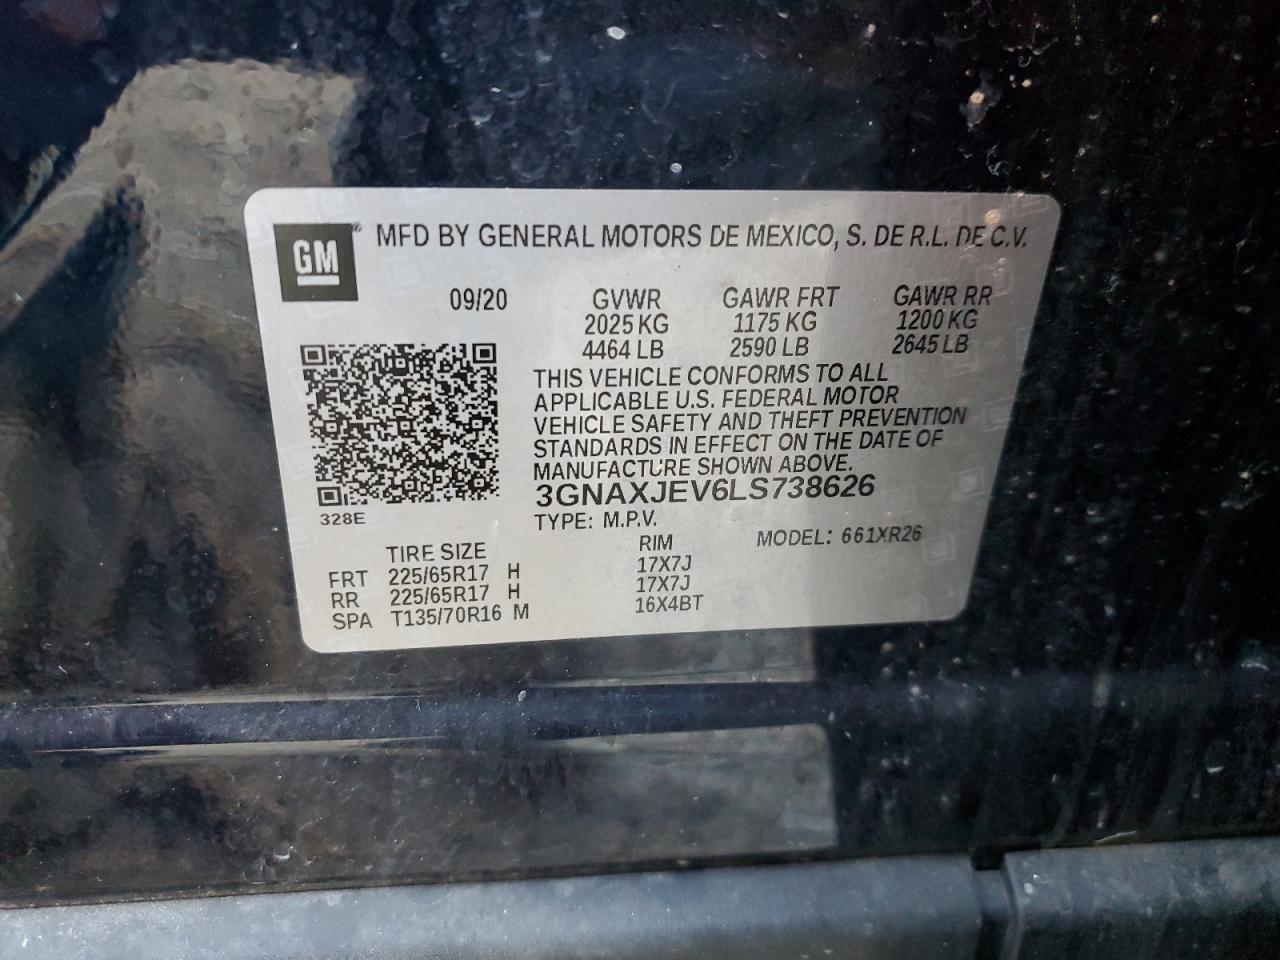 GM® MFD BY GENERAL MOTORS DE MEXICO, S. DE R.L. DE C.V.
09/20 GVWR GAWR FRT GAWR RR
2025 KG 1175 KG 1200 KG
4464 LB 2590 LB 2645 LB
THIS VEHICLE CONFORMS TO ALL
APPLICABLE U.S. FEDERAL MOTOR
VEHICLE SAFETY AND THEFT PREVENTION
STANDARDS IN EFFECT ON THE DATE OF
MANUFACTURE SHOWN ABOVE.
3GNAXJEV6LS738626
328E
TYPE: M.P.V. MODEL: 661XR26
TIRE SIZE RIM
FRT 225/65R17 H 17X7J
RR 225/65R17 H 17X7J
SPA T135/70R16 M 16X4BT